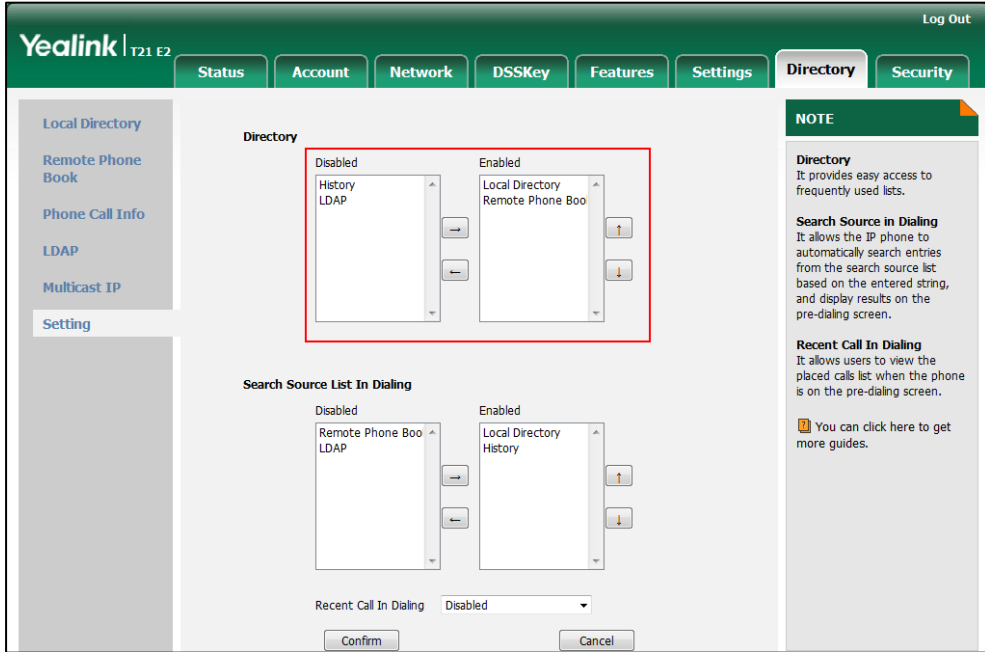 Log Out
Yealink | T21 E2
Status Account Network DSSKey Features Settings Directory Security
Local Directory
Remote Phone
Book
Phone Call Info
LDAP
Multicast IP
Setting
Directory
Disabled Enabled
History
LDAP
→
←
Local Directory
Remote Phone Boo
↑
↓
Search Source List In Dialing
Disabled Enabled
Remote Phone Boo
LDAP
→
←
Local Directory
History
↑
↓
Recent Call In Dialing Disabled
Confirm Cancel
NOTE
Directory
It provides easy access to
frequently used lists.
Search Source in Dialing
It allows the IP phone to
automatically search entries
from the search source list
based on the entered string,
and display results on the
pre-dialing screen.
Recent Call In Dialing
It allows users to view the
placed calls list when the phone
is on the pre-dialing screen.
? You can click here to get
more guides.